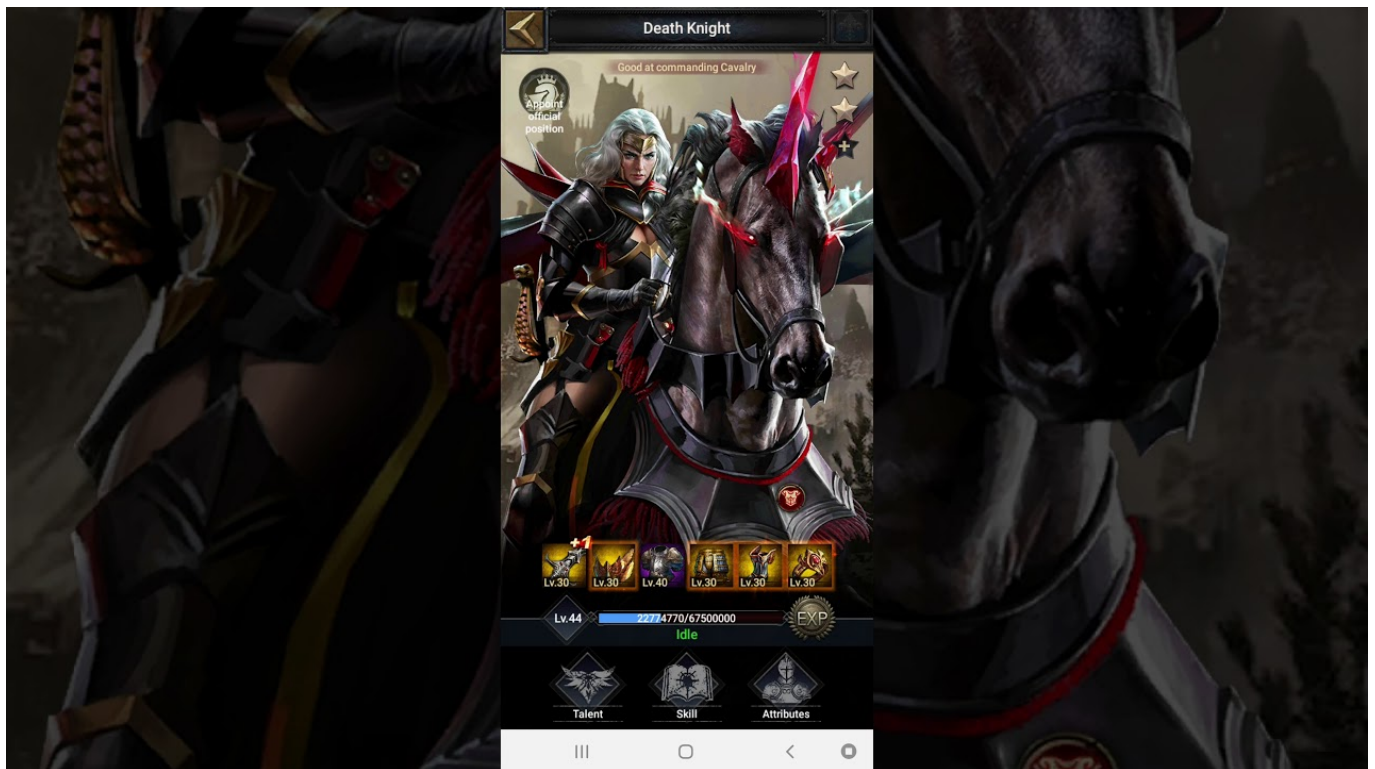 Death Knight
Good at commanding Cavalry
Appoint
official
position
+1
Lv.30
Lv.30
Lv.40
Lv.30
Lv.30
Lv.30
Lv.44
22774770/67500000
EXP
Idle
Talent
Skill
Attributes